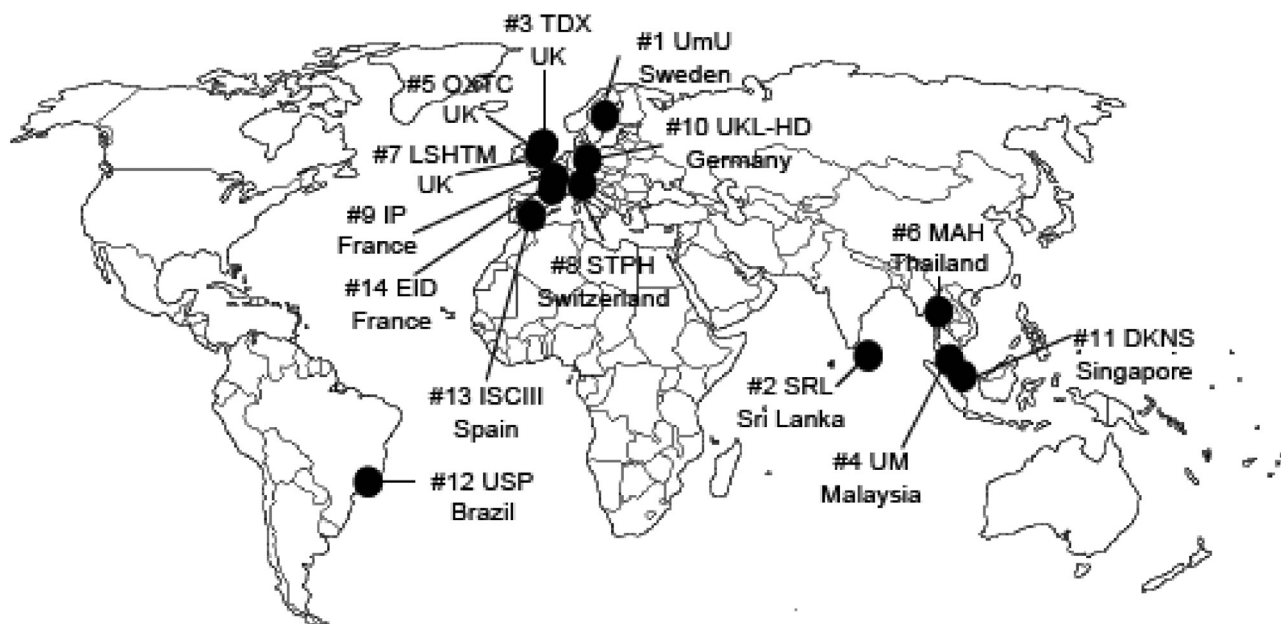 #3 TDX
UK
#1 UmU
Sweden
#5 OXTC
UK
#10 UKL-HD
Germany
#7 LSHTM
UK
#9 IP
France
#6 MAH
Thailand
#8 STPH
Switzerland
#14 EID
France
#11 DKNS
Singapore
#13 ISCIII
Spain
#2 SRL
Sri Lanka
#4 UM
Malaysia
#12 USP
Brazil